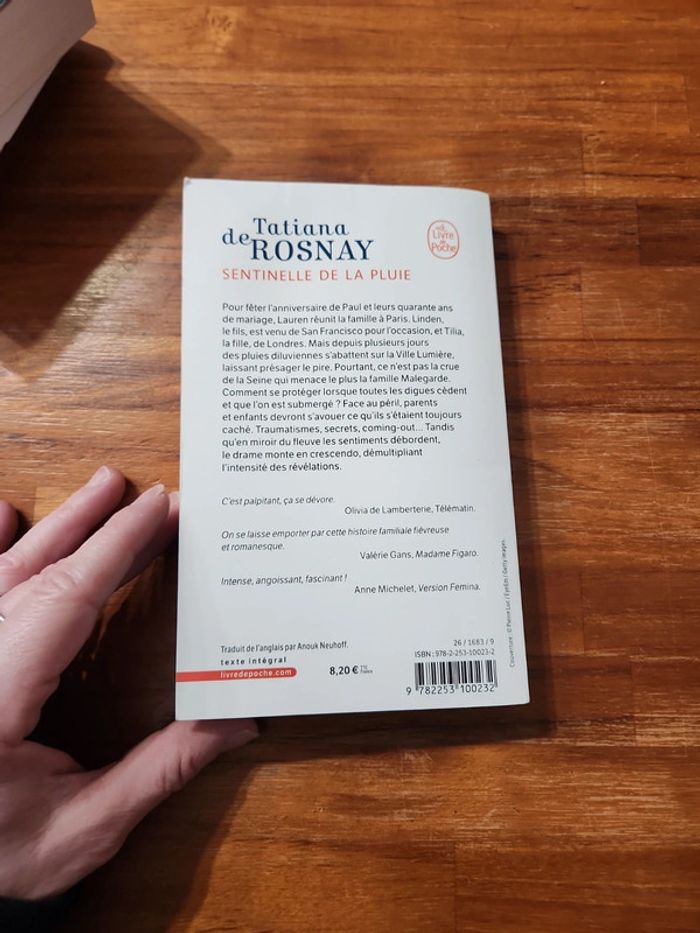 Tatiana
de ROSNAY
SENTINELLE DE LA PLUIE
Le
Livre
de
Poche
Pour fêter l'anniversaire de Paul et leurs quarante ans
de mariage, Lauren réunit la famille à Paris. Linden,
le fils, est venu de San Francisco pour l'occasion, et Tilia,
la fille, de Londres. Mais depuis plusieurs jours
des pluies diluviennes s'abattent sur la Ville Lumière,
laissant présager le pire. Pourtant, ce n'est pas la crue
de la Seine qui menace le plus la famille Malegarde.
Comment se protéger lorsque toutes les digues cèdent
et que l'on est submergé ? Face au péril, parents
et enfants devront s'avouer ce qu'ils s'étaient toujours
caché. Traumatismes, secrets, coming-out... Tandis
qu'en miroir du fleuve les sentiments débordent,
le drame monte en crescendo, démultipliant
l'intensité des révélations.
C'est palpitant, ça se dévore.
Olivia de Lamberterie, Télématin.
On se laisse emporter par cette histoire familiale fiévreuse
et romanesque.
Valérie Gans, Madame Figaro.
Intense, angoissant, fascinant !
Anne Michelet, Version Femina.
Couverture : © Pierre Luc / EyeEm / Getty Images.
Traduit de l'anglais par Anouk Neuhoff.
texte intégral
livredepoche.com
8,20 € TTC
France
26 / 1683 / 9
ISBN : 978-2-253-10023-2
9 782253 100232